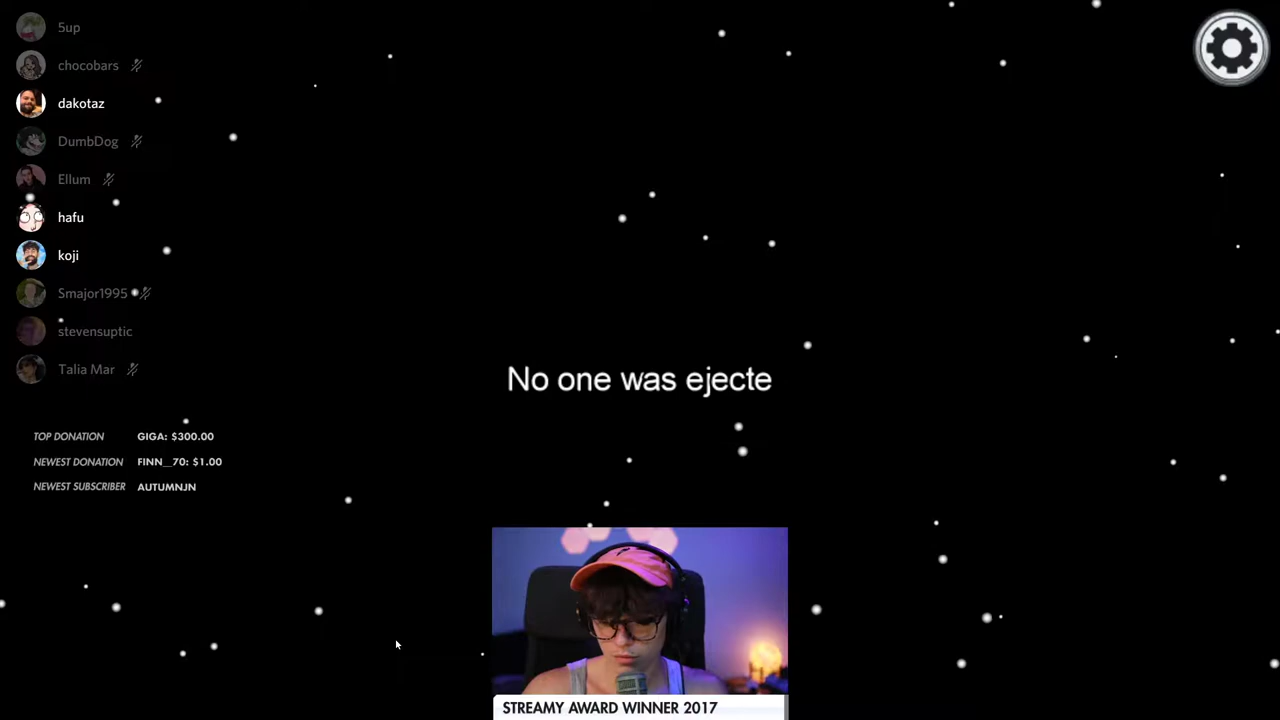 5up
chocobars
dakotaz
DumbDog
Ellum
hafu
koji
Smajor1995
stevensuptic
Talia Mar
No one was ejecte
TOP DONATION GIGA: $300.00
NEWEST DONATION FINN__70: $1.00
NEWEST SUBSCRIBER AUTUMNJN
STREAMY AWARD WINNER 2017